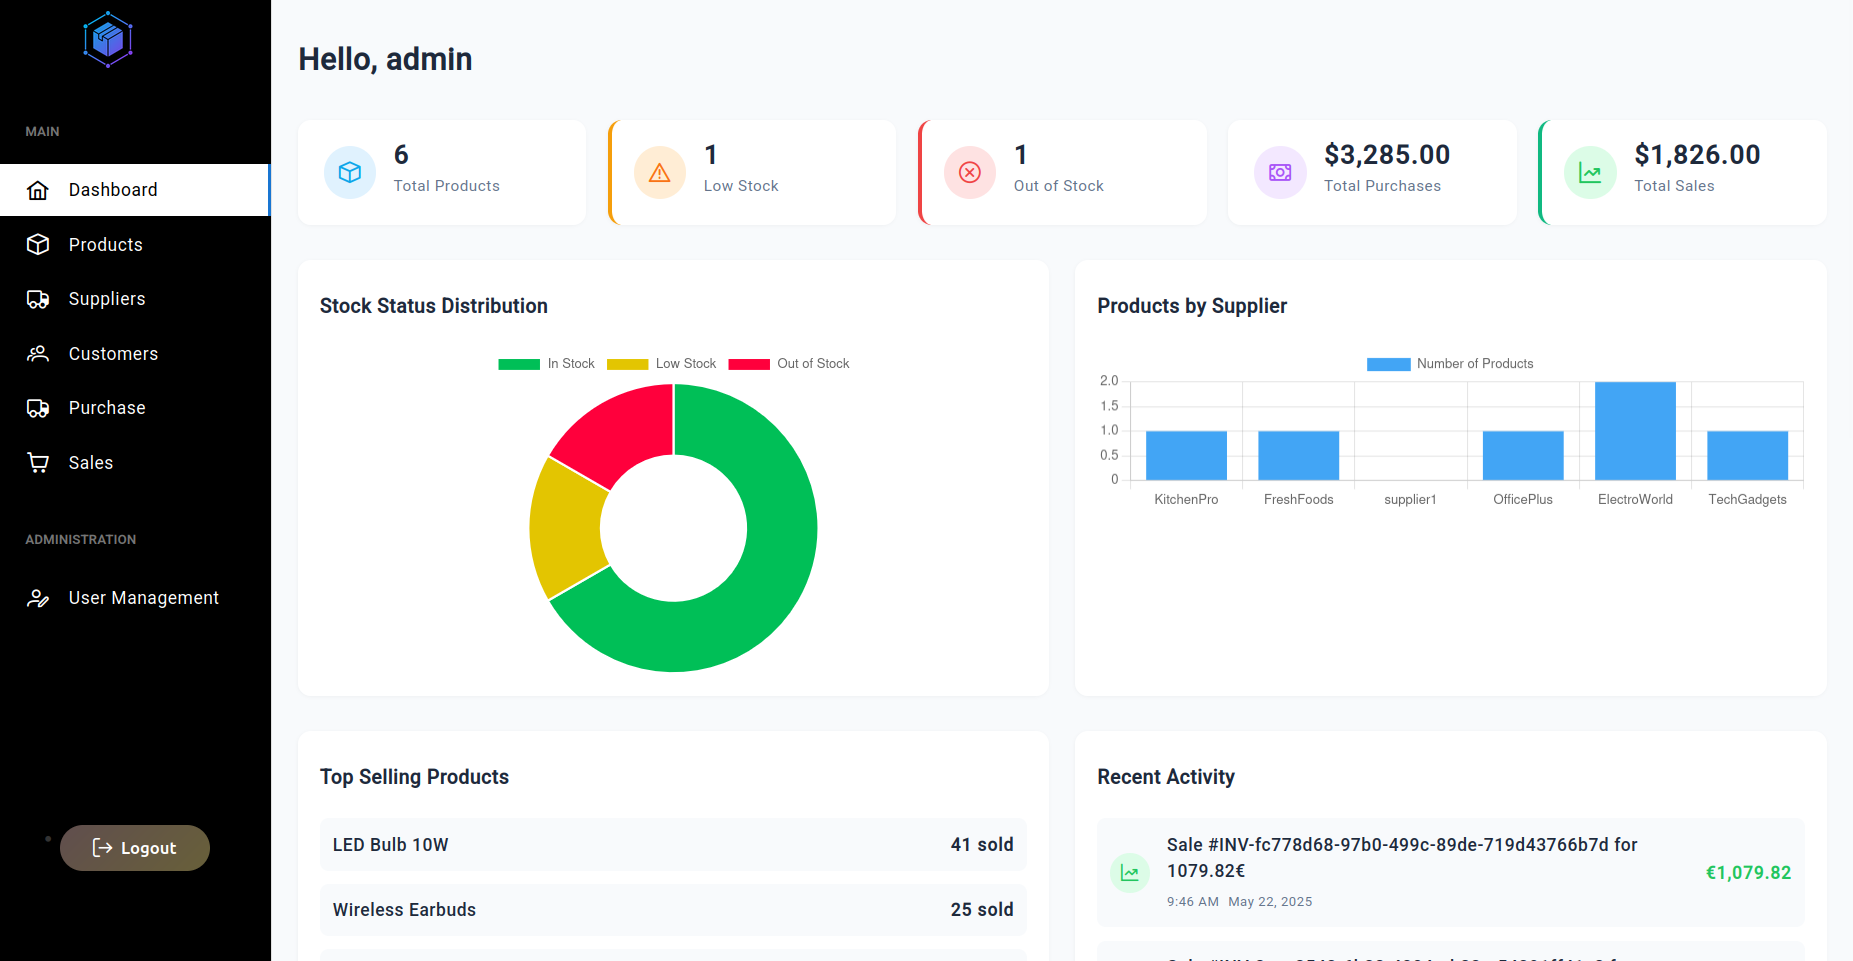 Hello, admin
MAIN
Dashboard
Products
Suppliers
Customers
Purchase
Sales
ADMINISTRATION
User Management
Logout
6
Total Products
1
Low Stock
1
Out of Stock
$3,285.00
Total Purchases
$1,826.00
Total Sales
Stock Status Distribution
In Stock Low Stock Out of Stock
Products by Supplier
Number of Products
2.0
1.5
1.0
0.5
0
KitchenPro FreshFoods supplier1 OfficePlus ElectroWorld TechGadgets
Top Selling Products
LED Bulb 10W 41 sold
Wireless Earbuds 25 sold
Recent Activity
Sale #INV-fc778d68-97b0-499c-89de-719d43766b7d for
1079.82€
€1,079.82
9:46 AM May 22, 2025